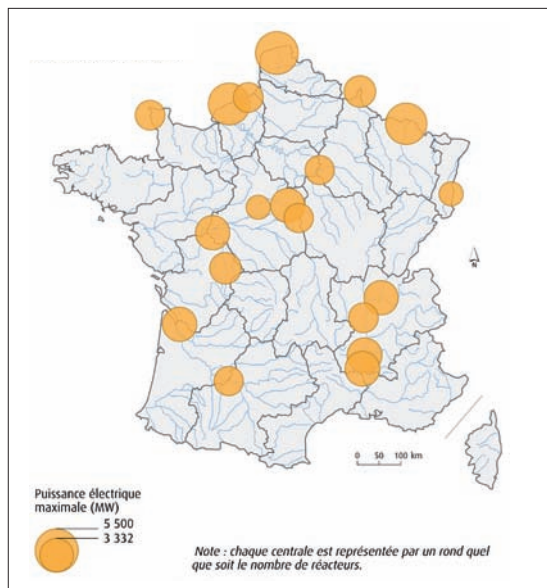 N
0 50 100 km
Puissance électrique
maximale (MW)
5 500
3 332
Note : chaque centrale est représentée par un rond quel
que soit le nombre de réacteurs.